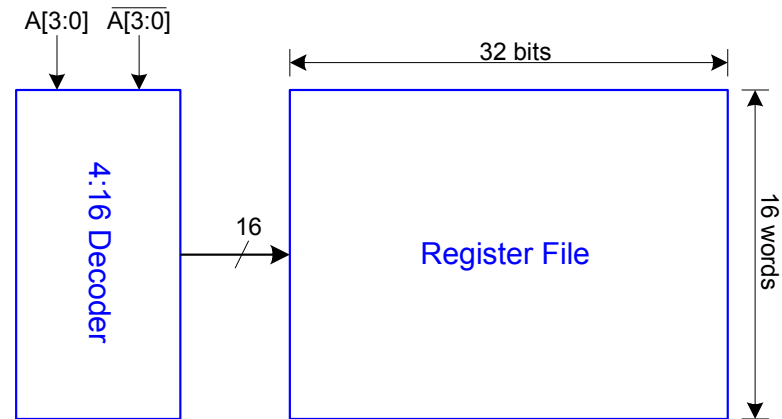 A[3:0] A[3:0]
32 bits
4:16 Decoder
16
Register File
16 words